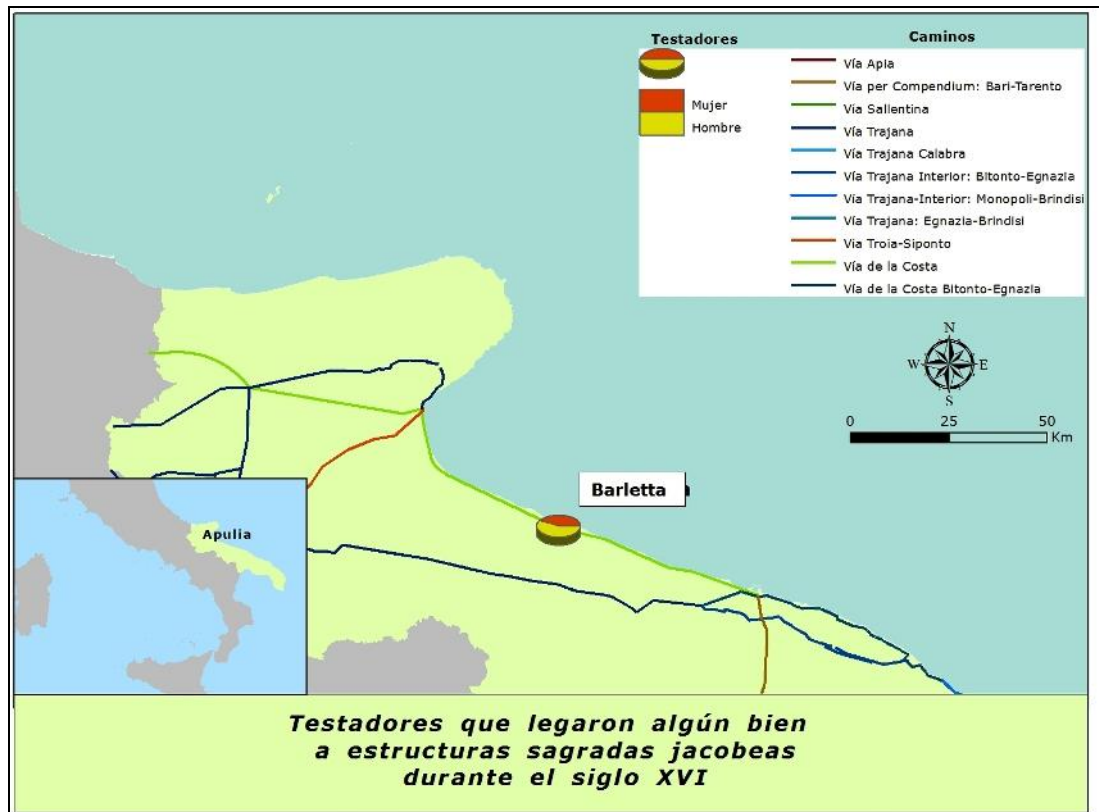 Testadores
Mujer
Hombre
Caminos
Vía Apia
Vía per Compendium: Bari-Tarento
Vía Sallentina
Vía Trajana
Vía Trajana Calabra
Vía Trajana Interior: Bitonto-Egnazia
Vía Trajana-Interior: Monopoli-Brindisi
Vía Trajana: Egnazia-Brindisi
Vía Troia-Siponto
Vía de la Costa
Vía de la Costa Bitonto-Egnazia
N
W
E
S
0 25 50
Km
Barletta
Apulia
Testadores que legaron algún bien
a estructuras sagradas jacobeas
durante el siglo XVI